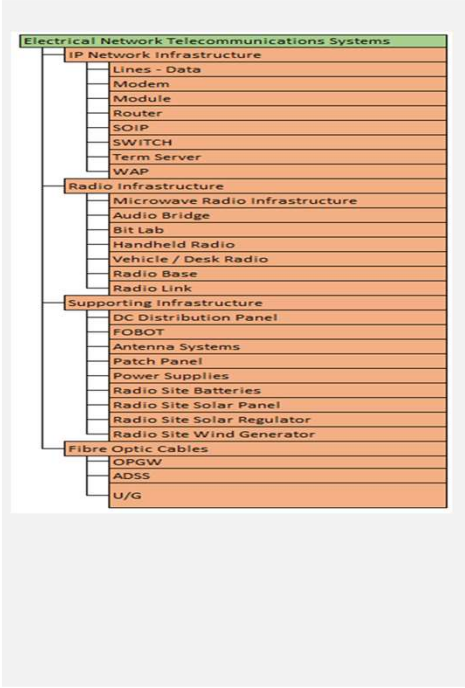 Electrical Network Telecommunications Systems
IP Network Infrastructure
Lines - Data
Modem
Module
Router
SOIP
SWITCH
Term Server
WAP
Radio Infrastructure
Microwave Radio Infrastructure
Audio Bridge
Bit Lab
Handheld Radio
Vehicle / Desk Radio
Radio Base
Radio Link
Supporting Infrastructure
DC Distribution Panel
FOBOT
Antenna Systems
Patch Panel
Power Supplies
Radio Site Batteries
Radio Site Solar Panel
Radio Site Solar Regulator
Radio Site Wind Generator
Fibre Optic Cables
OPGW
ADSS
U/G